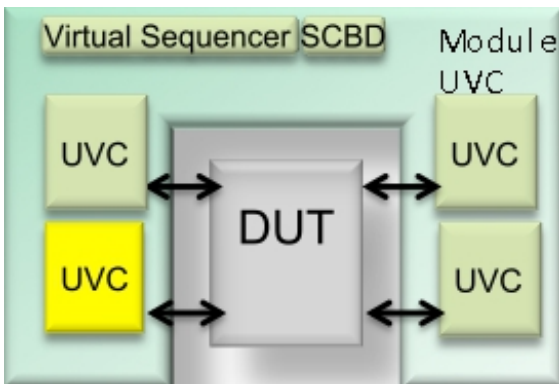 Virtual Sequencer SCBD
Module
UVC
UVC
UVC
DUT
UVC
UVC